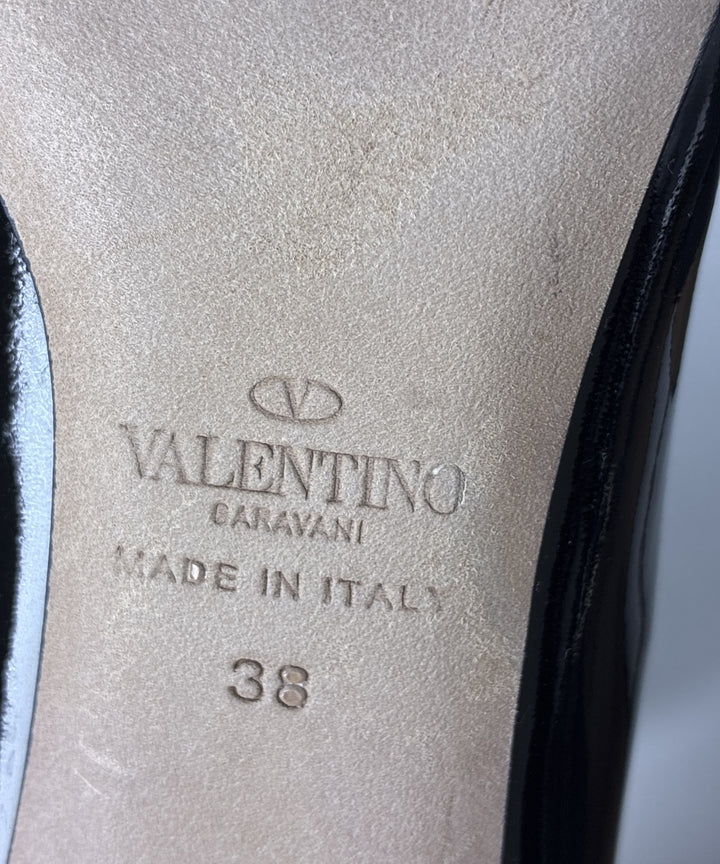 V
VALENTINO
GARAVANI
MADE IN ITALY
38